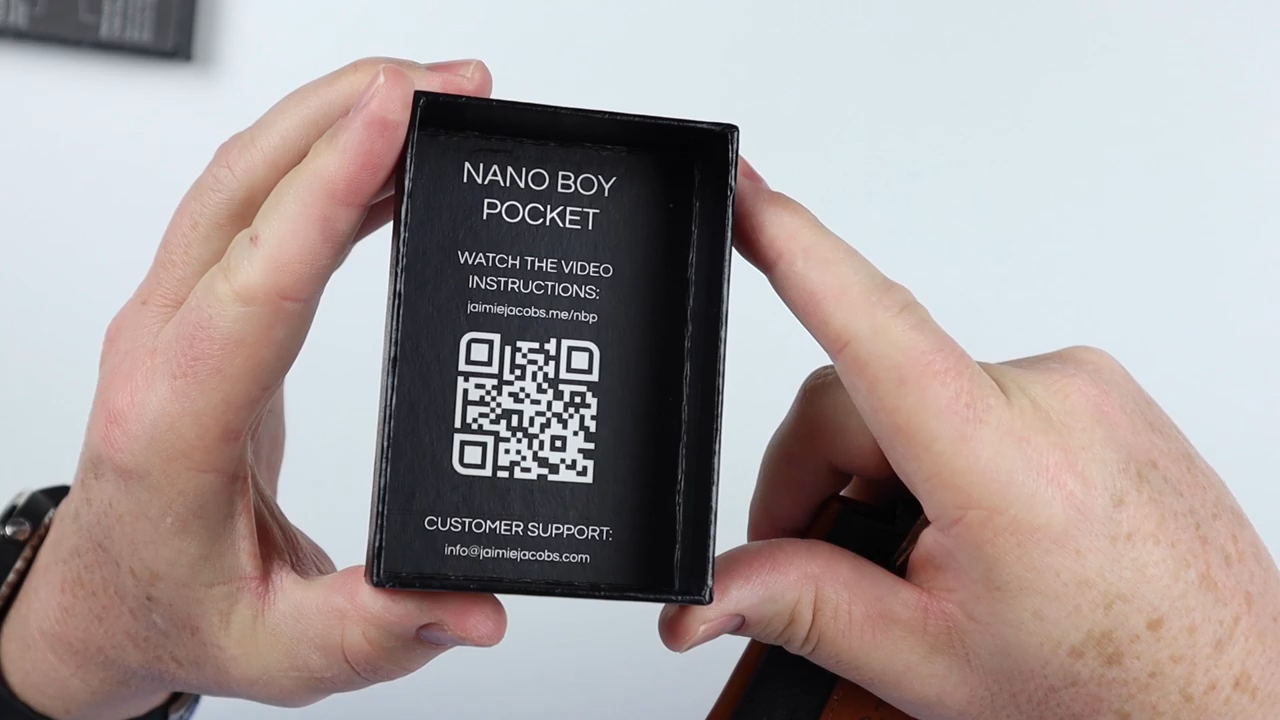 NANO BOY
POCKET
WATCH THE VIDEO
INSTRUCTIONS:
jaimiejacobs.me/nbp
CUSTOMER SUPPORT:
info@jaimiejacobs.com